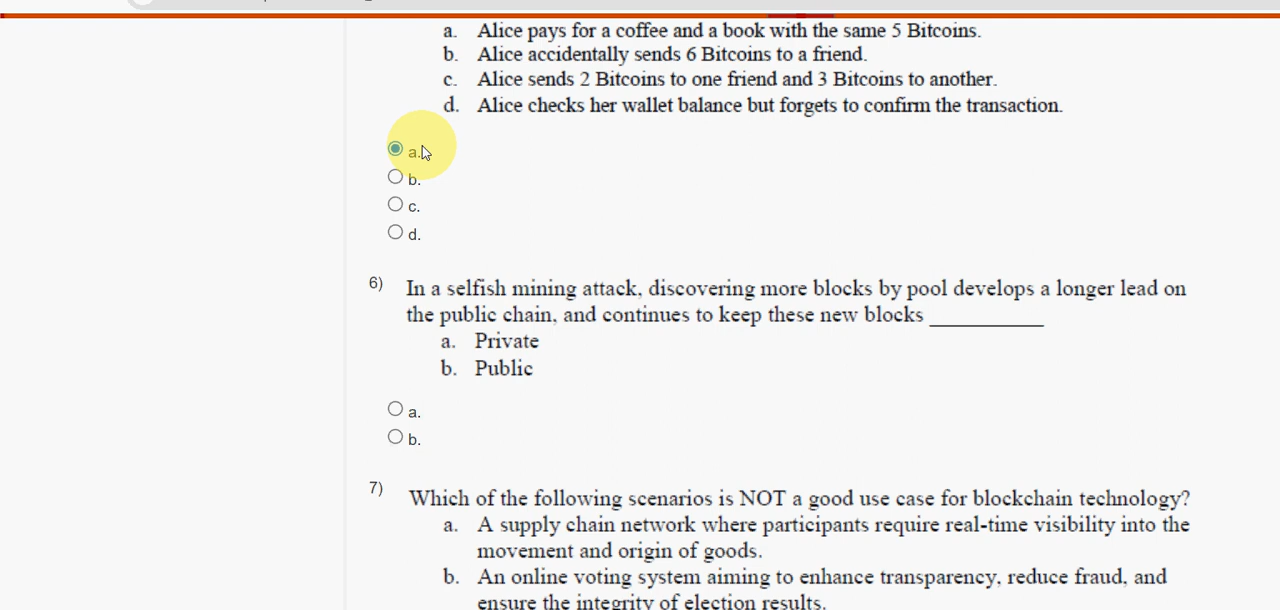 a. Alice pays for a coffee and a book with the same 5 Bitcoins.
b. Alice accidentally sends 6 Bitcoins to a friend.
c. Alice sends 2 Bitcoins to one friend and 3 Bitcoins to another.
d. Alice checks her wallet balance but forgets to confirm the transaction.
a.
b.
c.
d.
6) In a selfish mining attack, discovering more blocks by pool develops a longer lead on
the public chain, and continues to keep these new blocks ___________
a. Private
b. Public
a.
b.
7) Which of the following scenarios is NOT a good use case for blockchain technology?
a. A supply chain network where participants require real-time visibility into the
movement and origin of goods.
b. An online voting system aiming to enhance transparency, reduce fraud, and
ensure the integrity of election results.